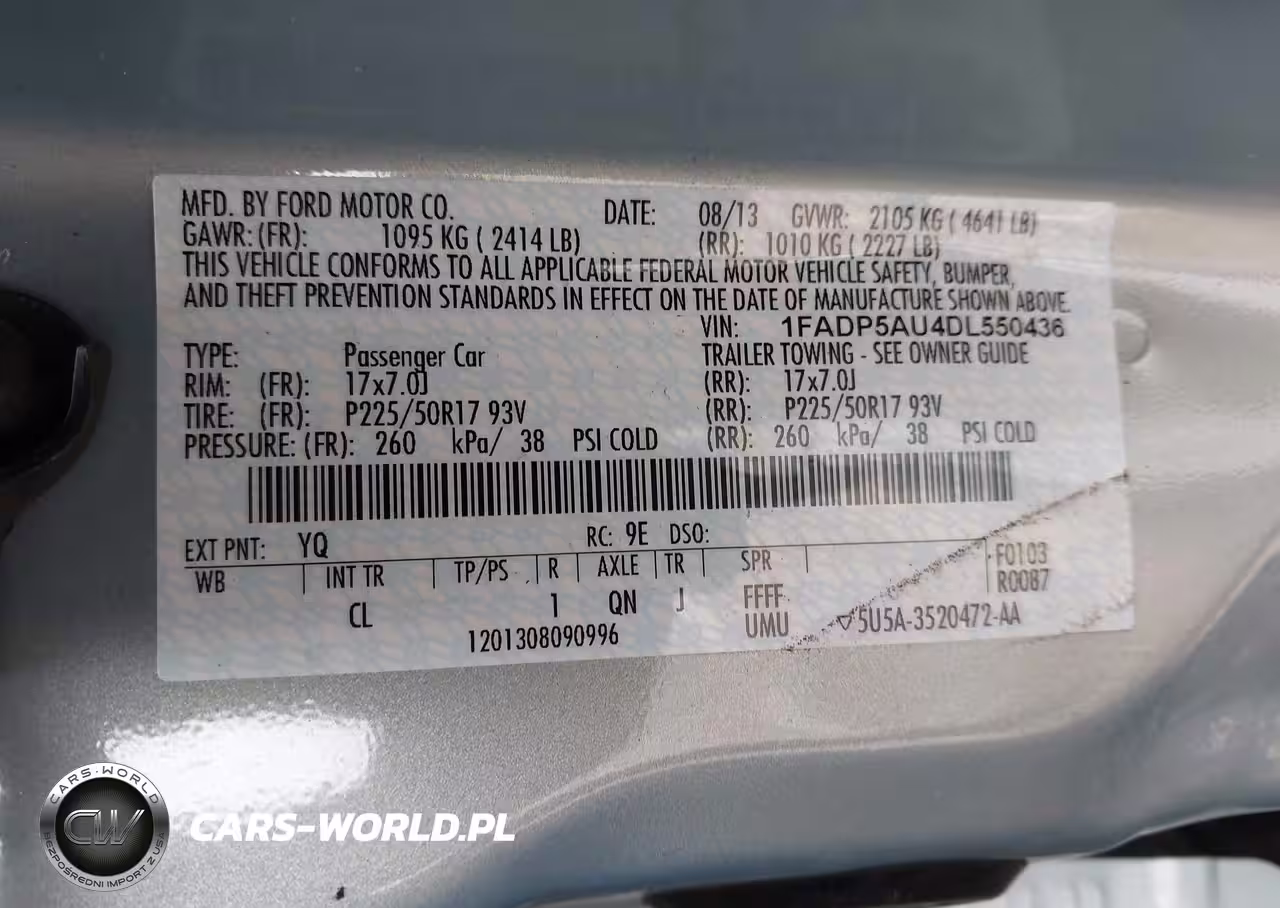 MFD. BY FORD MOTOR CO. DATE: 08/13 GVWR: 2105 KG ( 4641 LB)
GAWR: (FR): 1095 KG ( 2414 LB) (RR): 1010 KG ( 2227 LB)
THIS VEHICLE CONFORMS TO ALL APPLICABLE FEDERAL MOTOR VEHICLE SAFETY, BUMPER,
AND THEFT PREVENTION STANDARDS IN EFFECT ON THE DATE OF MANUFACTURE SHOWN ABOVE.
VIN: 1FADP5AU4DL550436
TYPE: Passenger Car TRAILER TOWING - SEE OWNER GUIDE
RIM: (FR): 17x7.0J (RR): 17x7.0J
TIRE: (FR): P225/50R17 93V (RR): P225/50R17 93V
PRESSURE: (FR): 260 kPa/ 38 PSI COLD (RR): 260 kPa/ 38 PSI COLD
EXT PNT: YQ RC: 9E DSO:
WB INT TR TP/PS R AXLE TR SPR F0103
R0087
CL 1 QN J FFFF
UMU 5U5A-3520472-AA
1201308090996
CARS-WORLD
CW
BEZPOŚREDNI IMPORT Z USA
CARS-WORLD.PL